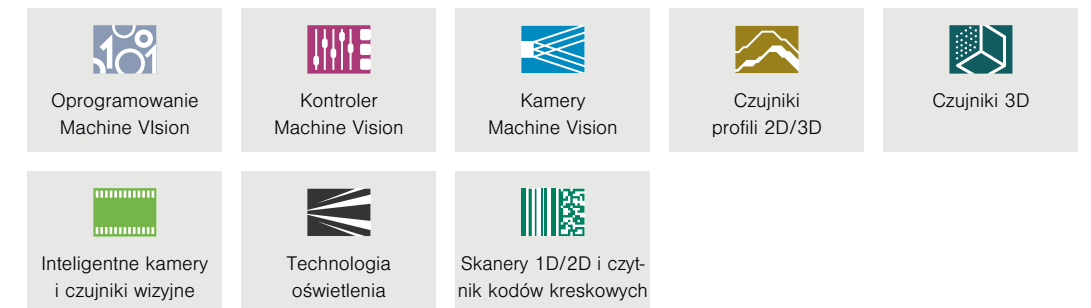 Oprogramowanie
Machine VIsion
Kontroler
Machine Vision
Kamery
Machine Vision
Czujniki
profili 2D/3D
Czujniki 3D
Inteligentne kamery
i czujniki wizyjne
Technologia
oświetlenia
Skanery 1D/2D i czyt-
nik kodów kreskowych